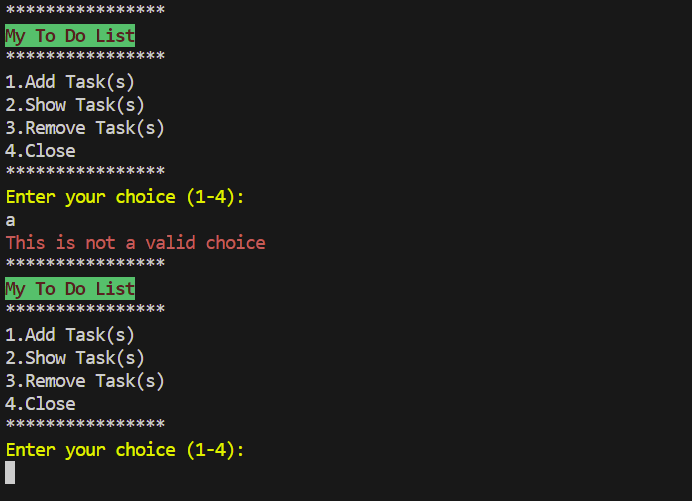 ****************
My To Do List
****************
1.Add Task(s)
2.Show Task(s)
3.Remove Task(s)
4.Close
****************
Enter your choice (1-4):
a
This is not a valid choice
****************
My To Do List
****************
1.Add Task(s)
2.Show Task(s)
3.Remove Task(s)
4.Close
****************
Enter your choice (1-4):